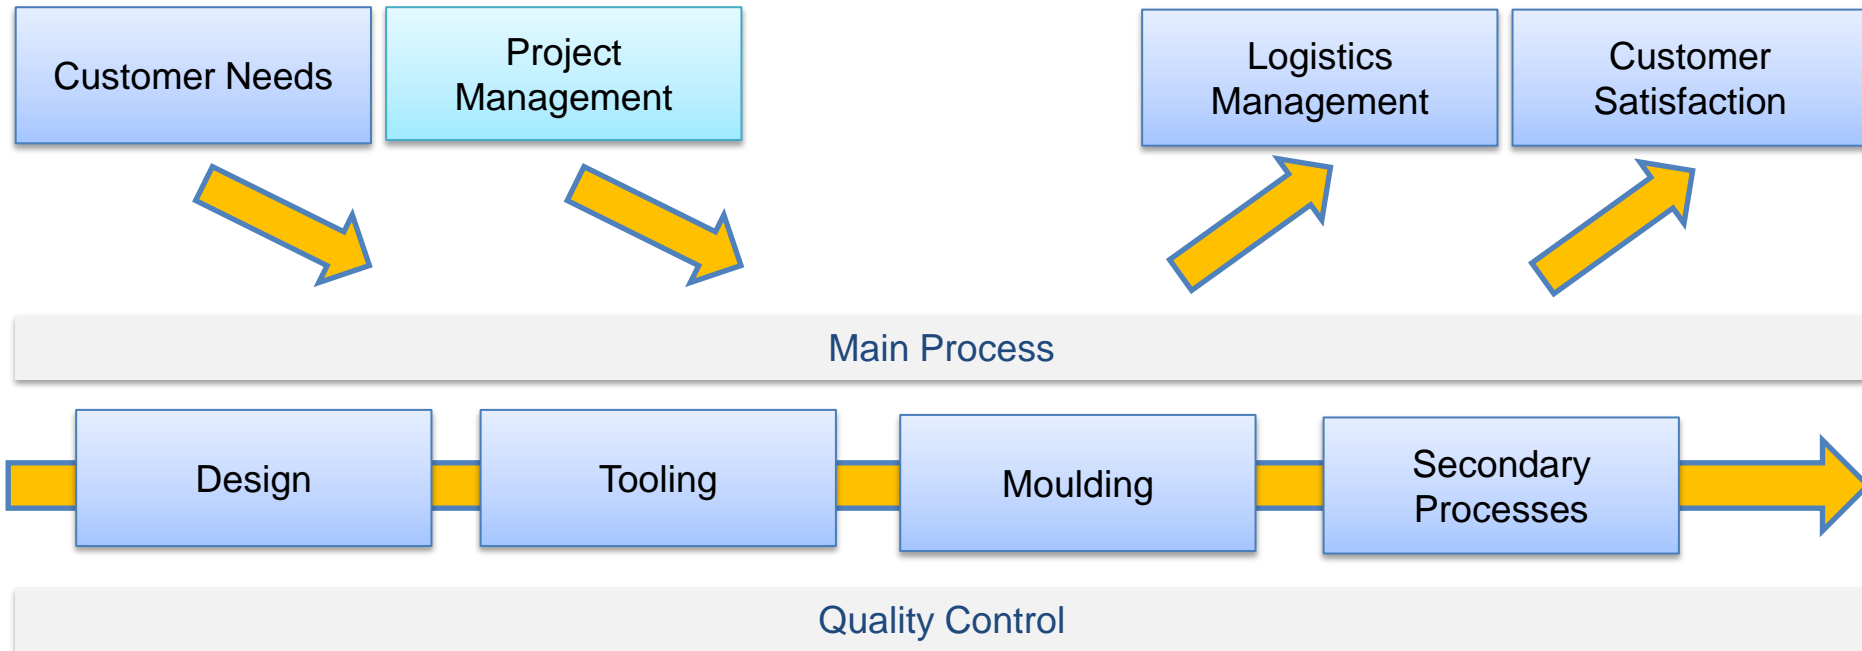 Customer Needs
Project
Management
Logistics
Management
Customer
Satisfaction
Main Process
Design
Tooling
Moulding
Secondary
Processes
Quality Control